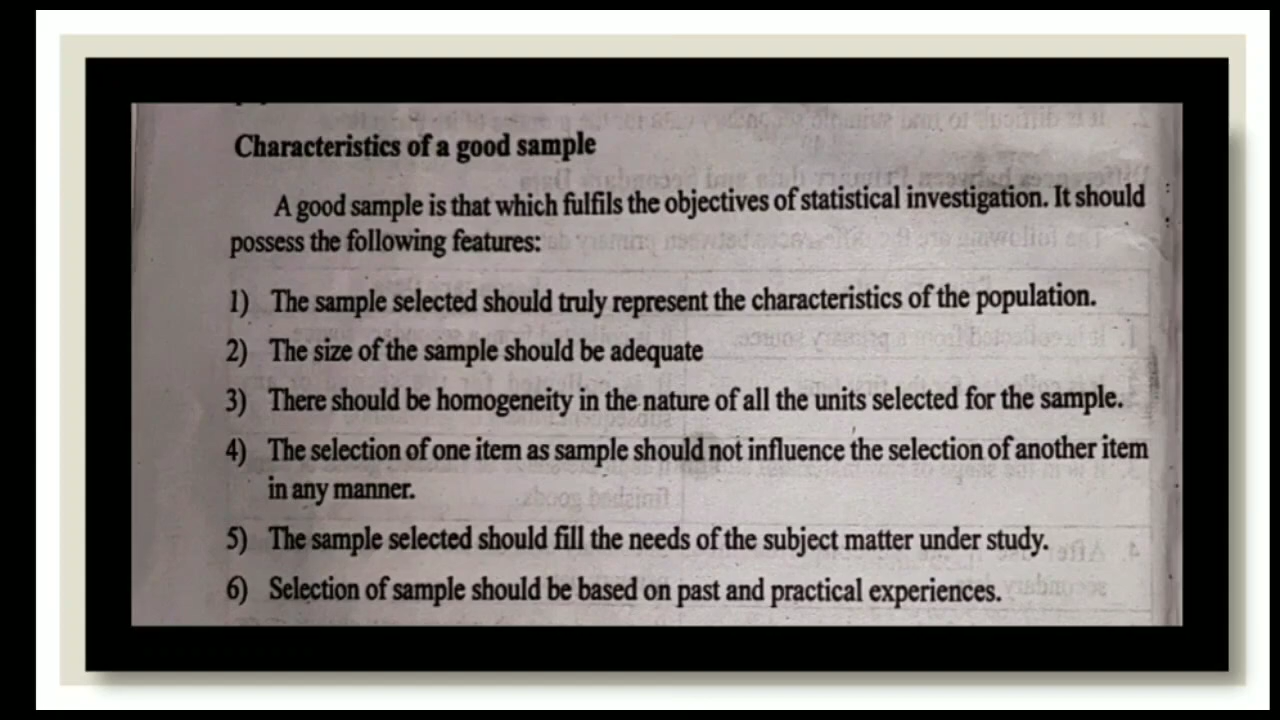 Characteristics of a good sample
A good sample is that which fulfils the objectives of statistical investigation. It should
possess the following features:
1) The sample selected should truly represent the characteristics of the population.
2) The size of the sample should be adequate
3) There should be homogeneity in the nature of all the units selected for the sample.
4) The selection of one item as sample should not influence the selection of another item
in any manner.
5) The sample selected should fill the needs of the subject matter under study.
6) Selection of sample should be based on past and practical experiences.